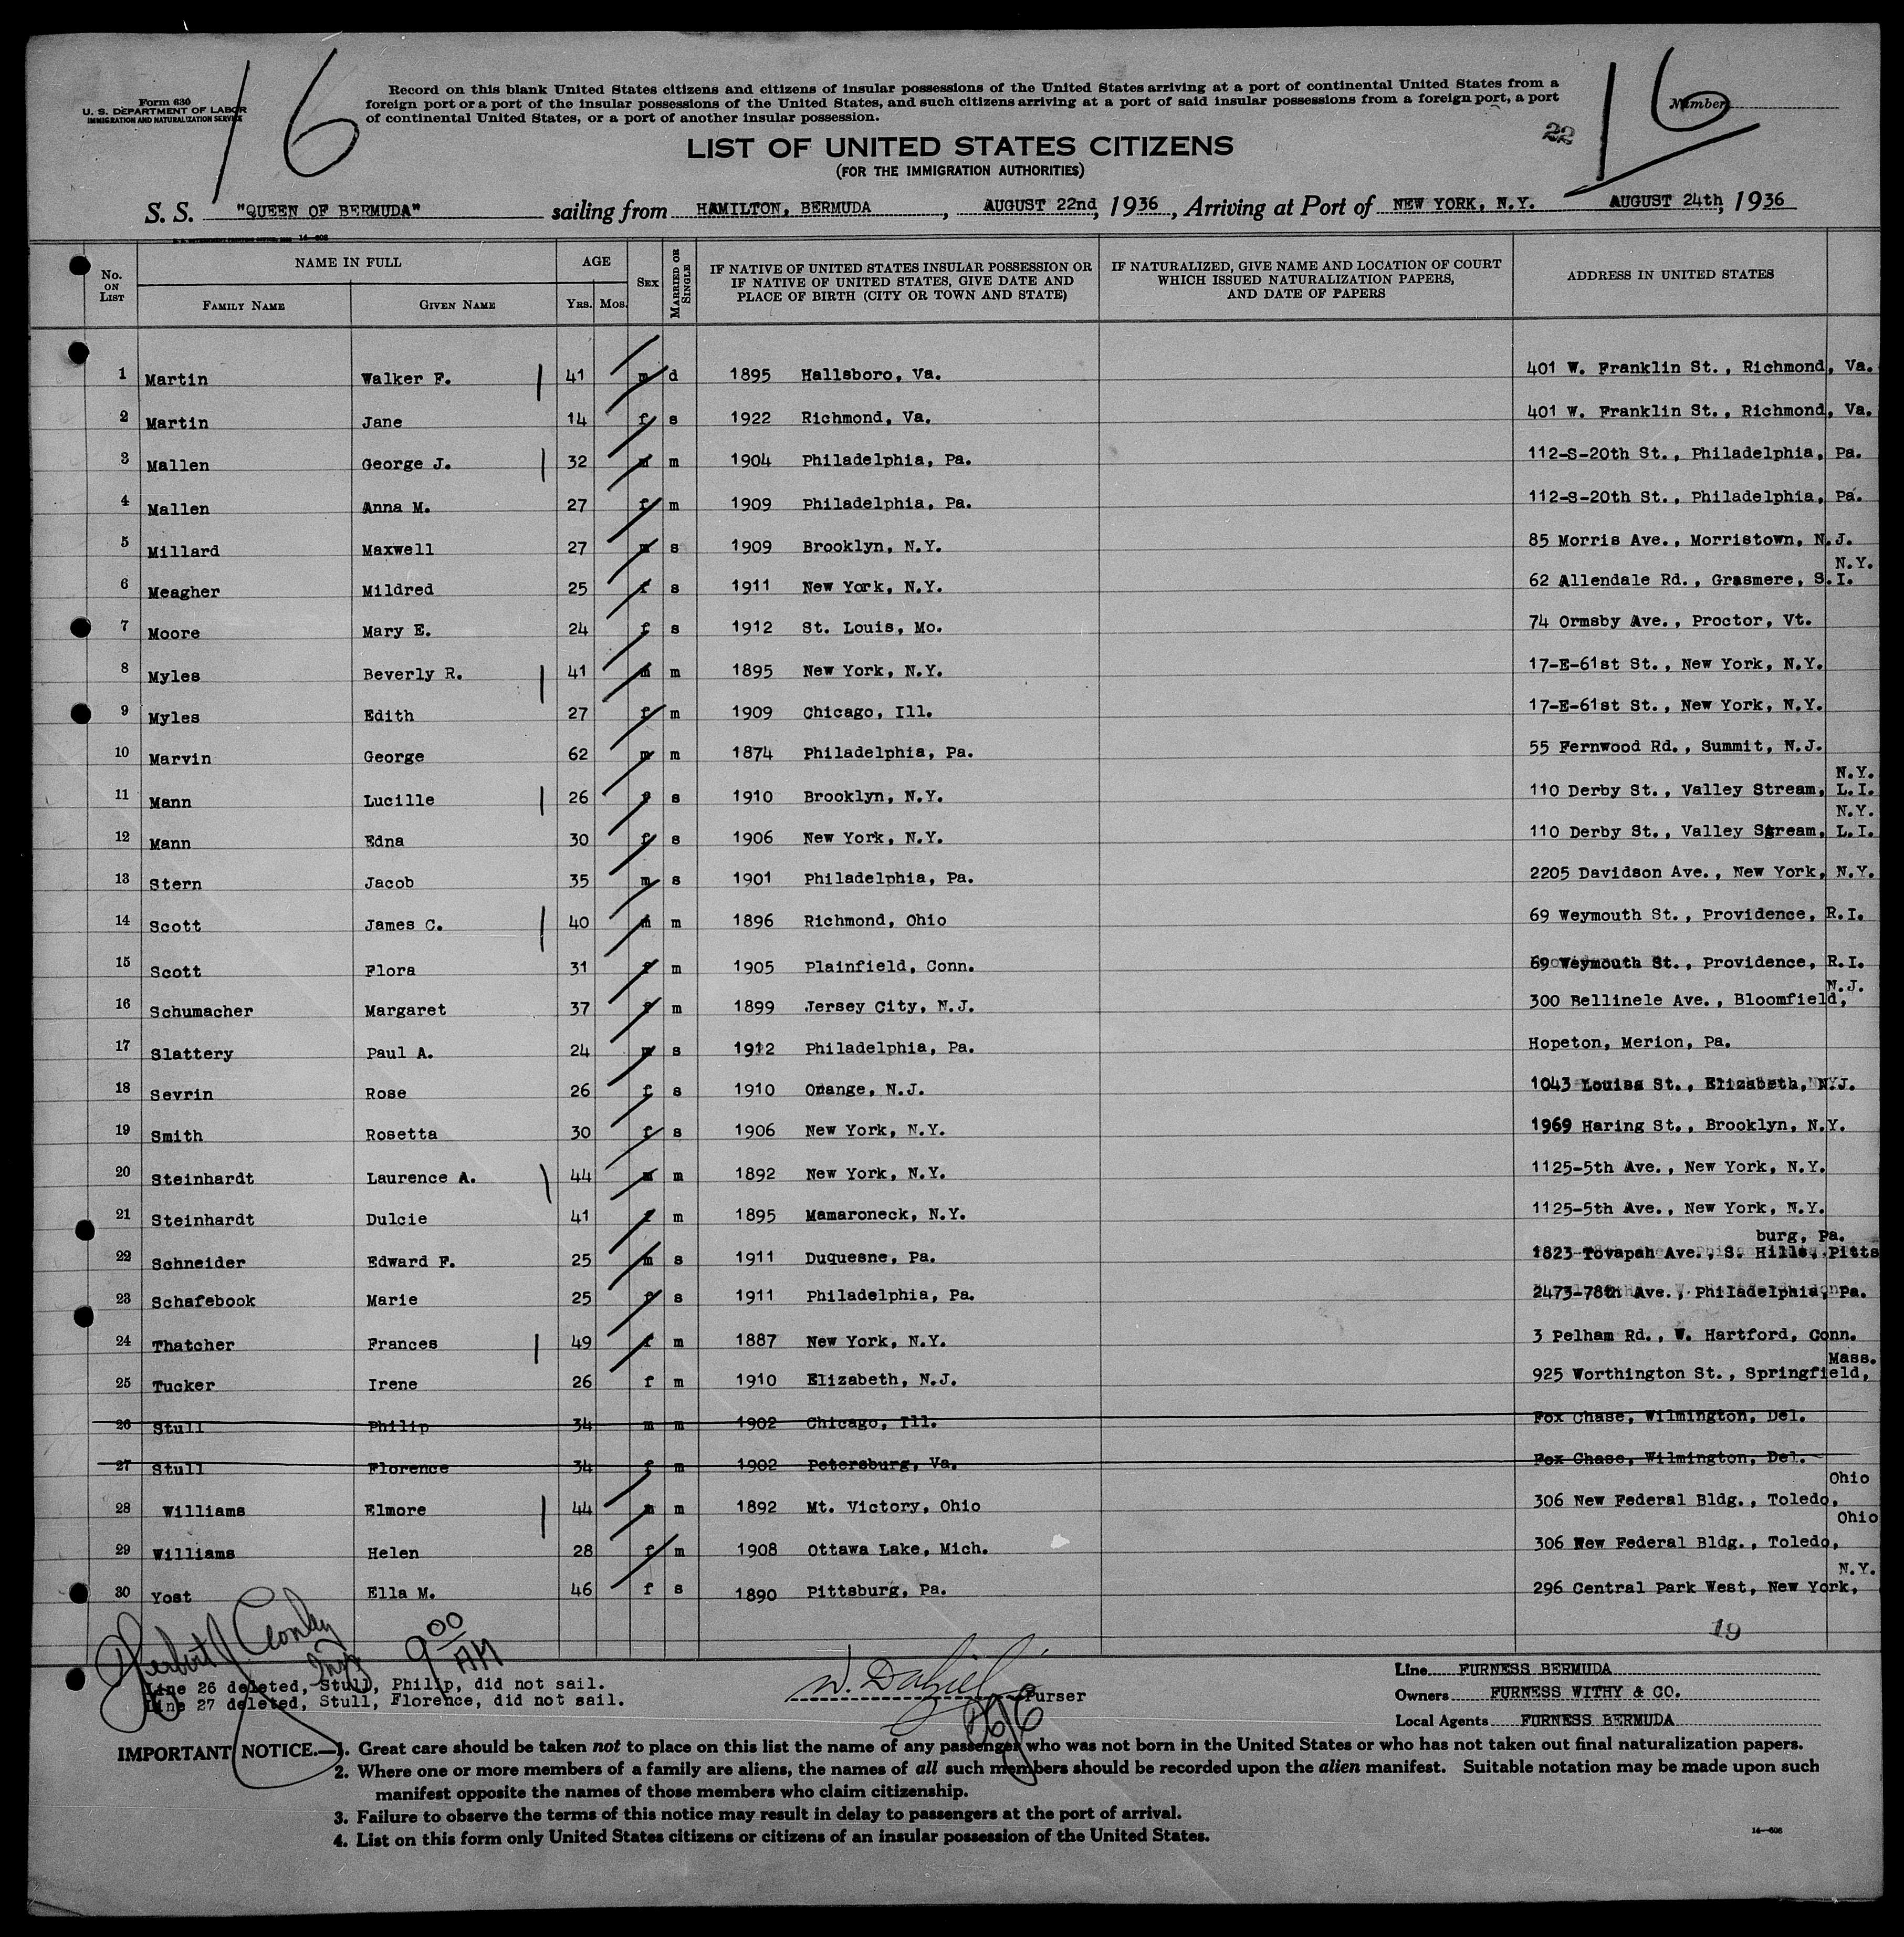 16
16
Form 630
U. S. DEPARTMENT OF LABOR
IMMIGRATION AND NATURALIZATION SERVICE
Record on this blank United States citizens and citizens of insular possessions of the United States arriving at a port of continental United States from a
foreign port or a port of the insular possessions of the United States, and such citizens arriving at a port of said insular possessions from a foreign port, a port
of continental United States, or a port of another insular possession.
Number
22
LIST OF UNITED STATES CITIZENS
(FOR THE IMMIGRATION AUTHORITIES)
S. S. "QUEEN OF BERMUDA" sailing from HAMILTON, BERMUDA, AUGUST 22nd, 1936, Arriving at Port of NEW YORK, N.Y. AUGUST 24th, 1936
14—606
No. ON LIST NAME IN FULL FAMILY NAME GIVEN NAME AGE YRS. MOS. SEX MARRIED OR SINGLE IF NATIVE OF UNITED STATES INSULAR POSSESSION OR IF NATIVE OF UNITED STATES, GIVE DATE AND PLACE OF BIRTH (CITY OR TOWN AND STATE) IF NATURALIZED, GIVE NAME AND LOCATION OF COURT WHICH ISSUED NATURALIZATION PAPERS, AND DATE OF PAPERS ADDRESS IN UNITED STATES
1 Martin Walker F. 41 m d 1895 Hallsboro, Va. 401 W. Franklin St., Richmond, Va.
2 Martin Jane 14 f s 1922 Richmond, Va. 401 W. Franklin St., Richmond, Va.
3 Mallen George J. 32 m m 1904 Philadelphia, Pa. 112-S-20th St., Philadelphia, Pa.
4 Mallen Anna M. 27 f m 1909 Philadelphia, Pa. 112-S-20th St., Philadelphia, Pa.
5 Millard Maxwell 27 m s 1909 Brooklyn, N.Y. 85 Morris Ave., Morristown, N.J.
6 Meagher Mildred 25 f s 1911 New York, N.Y. 62 Allendale Rd., Grasmere, S.I. N.Y.
7 Moore Mary E. 24 f s 1912 St. Louis, Mo. 74 Ormsby Ave., Proctor, Vt.
8 Myles Beverly R. 41 m m 1895 New York, N.Y. 17-E-61st St., New York, N.Y.
9 Myles Edith 27 f m 1909 Chicago, Ill. 17-E-61st St., New York, N.Y.
10 Marvin George 62 m m 1874 Philadelphia, Pa. 55 Fernwood Rd., Summit, N.J.
11 Mann Lucille 26 f s 1910 Brooklyn, N.Y. 110 Derby St., Valley Stream, L.I. N.Y.
12 Mann Edna 30 f s 1906 New York, N.Y. 110 Derby St., Valley Stream, L.I. N.Y.
13 Stern Jacob 35 m s 1901 Philadelphia, Pa. 2205 Davidson Ave., New York, N.Y.
14 Scott James C. 40 m m 1896 Richmond, Ohio 69 Weymouth St., Providence, R.I.
15 Scott Flora 31 f m 1905 Plainfield, Conn. 69 Weymouth St., Providence, R.I.
16 Schumacher Margaret 37 f m 1899 Jersey City, N.J. 300 Bellinele Ave., Bloomfield, N.J.
17 Slattery Paul A. 24 m s 1912 Philadelphia, Pa. Hopeton, Merion, Pa.
18 Sevrin Rose 26 f s 1910 Orange, N.J. 1043 Louisa St., Elizabeth, N.J.
19 Smith Rosetta 30 f s 1906 New York, N.Y. 1969 Haring St., Brooklyn, N.Y.
20 Steinhardt Laurence A. 44 m m 1892 New York, N.Y. 1125-5th Ave., New York, N.Y.
21 Steinhardt Dulcie 41 f m 1895 Mamaroneck, N.Y. 1125-5th Ave., New York, N.Y.
22 Schneider Edward F. 25 m s 1911 Duquesne, Pa. 1823 Tovapah Ave., S. Hills, Pitts burg, Pa.
23 Schafebook Marie 25 f s 1911 Philadelphia, Pa. 2473-78th Ave., Philadelphia, Pa.
24 Thatcher Frances 49 f m 1887 New York, N.Y. 3 Pelham Rd., W. Hartford, Conn.
25 Tucker Irene 26 f m 1910 Elizabeth, N.J. 925 Worthington St., Springfield, Mass.
26 Stull Philip 34 m m 1902 Chicago, Ill. Fox Chase, Wilmington, Del.
27 Stull Florence 34 f m 1902 Petersburg, Va. Fox Chase, Wilmington, Del.
28 Williams Elmore 44 m m 1892 Mt. Victory, Ohio 306 New Federal Bldg., Toledo, Ohio
29 Williams Helen 28 f m 1908 Ottawa Lake, Mich. 306 New Federal Bldg., Toledo, Ohio
30 Yost Ella M. 46 f s 1890 Pittsburg, Pa. 296 Central Park West, New York, N.Y.
19
Herbert J Conley
Insp
9 00 AM
Line 26 deleted, Stull, Philip, did not sail.
Line 27 deleted, Stull, Florence, did not sail.
W. Dalziel
Purser
Line FURNESS BERMUDA
Owners FURNESS WITHY & CO.
Local Agents FURNESS BERMUDA
IMPORTANT NOTICE.—1. Great care should be taken not to place on this list the name of any passenger who was not born in the United States or who has not taken out final naturalization papers.
2. Where one or more members of a family are aliens, the names of all such members should be recorded upon the alien manifest. Suitable notation may be made upon such
manifest opposite the names of those members who claim citizenship.
3. Failure to observe the terms of this notice may result in delay to passengers at the port of arrival.
4. List on this form only United States citizens or citizens of an insular possession of the United States.
14—606